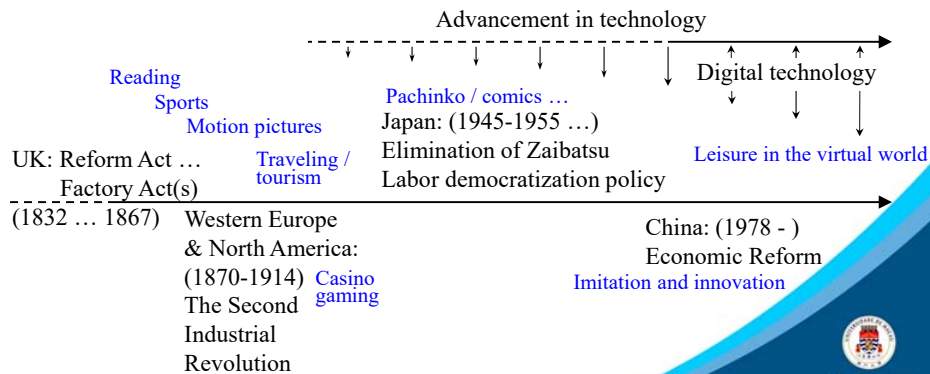 Advancement in technology
Reading
Sports
Motion pictures
Traveling /
tourism
Pachinko / comics …
Japan: (1945-1955 …)
Elimination of Zaibatsu
Labor democratization policy
Digital technology
Leisure in the virtual world
UK: Reform Act …
Factory Act(s)
(1832 … 1867)
Western Europe
& North America:
(1870-1914)
The Second
Industrial
Revolution
Casino
gaming
China: (1978 - )
Economic Reform
Imitation and innovation